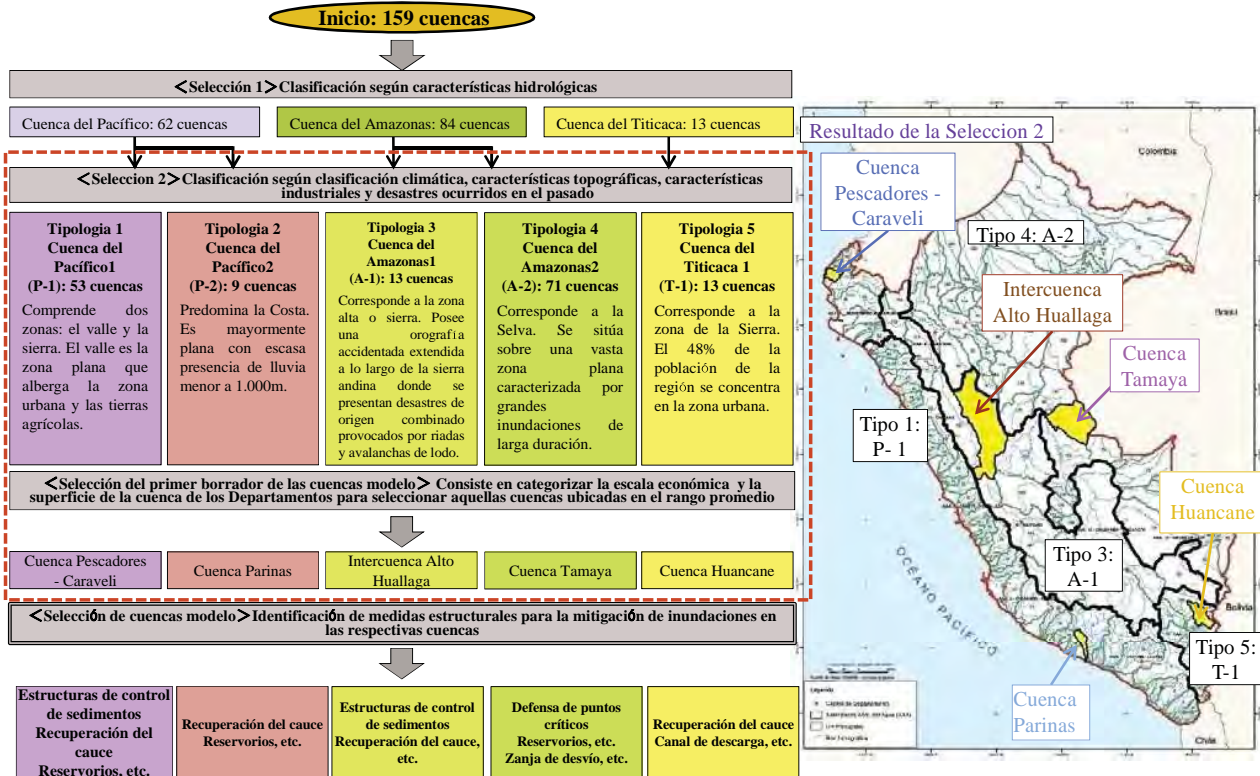 Inicio: 159 cuencas
<Selección 1> Clasificación según características hidrológicas
Cuenca del Pacífico: 62 cuencas
Cuenca del Amazonas: 84 cuencas
Cuenca del Titicaca: 13 cuencas
<Seleccion 2> Clasificación según clasificación climática, características topográficas, características
industriales y desastres ocurridos en el pasado
Tipologia 1
Cuenca del
Pacífico1
(P-1): 53 cuencas
Comprende dos
zonas: el valle y la
sierra. El valle es la
zona plana que
alberga la zona
urbana y las tierras
agrícolas.
Tipologia 2
Cuenca del
Pacífico2
(P-2): 9 cuencas
Predomina la Costa.
Es mayormente
plana con escasa
presencia de lluvia
menor a 1.000m.
Tipologia 3
Cuenca del
Amazonas1
(A-1): 13 cuencas
Corresponde a la zona
alta o sierra. Posee
una orografía
accidentada extendida
a lo largo de la sierra
andina donde se
presentan desastres de
origen combinado
provocados por riadas
y avalanchas de lodo.
Tipologia 4
Cuenca del
Amazonas2
(A-2): 71 cuencas
Corresponde a la
Selva. Se sitúa
sobre una vasta
zona plana
caracterizada por
grandes
inundaciones de
larga duración.
Tipologia 5
Cuenca del
Titicaca 1
(T-1): 13 cuencas
Corresponde a la
zona de la Sierra.
El 48% de la
población de la
región se concentra
en la zona urbana.
<Selección del primer borrador de las cuencas modelo> Consiste en categorizar la escala económica y la
superficie de la cuenca de los Departamentos para seleccionar aquellas cuencas ubicadas en el rango promedio
Cuenca Pescadores
- Caraveli
Cuenca Parinas
Intercuenca Alto
Huallaga
Cuenca Tamaya
Cuenca Huancane
<Selección de cuencas modelo> Identificación de medidas estructurales para la mitigación de inundaciones en
las respectivas cuencas
Estructuras de control
de sedimentos
Recuperación del
cauce
Reservorios, etc.
Recuperación del cauce
Reservorios, etc.
Estructuras de control
de sedimentos
Recuperación del cauce,
etc.
Defensa de puntos
críticos
Reservorios, etc.
Zanja de desvío, etc.
Recuperación del cauce
Canal de descarga, etc.
Resultado de la Seleccion 2
Cuenca
Pescadores -
Caraveli
Colombia
Tipo 4: A-2
Intercuenca
Alto Huallaga
Brasil
Cuenca
Tamaya
Tipo 1:
P- 1
Cuenca
Huancane
Tipo 3:
A-1
OCÉANO PACÍFICO
Bolivia
Tipo 5:
T-1
Cuenca
Parinas
Chile